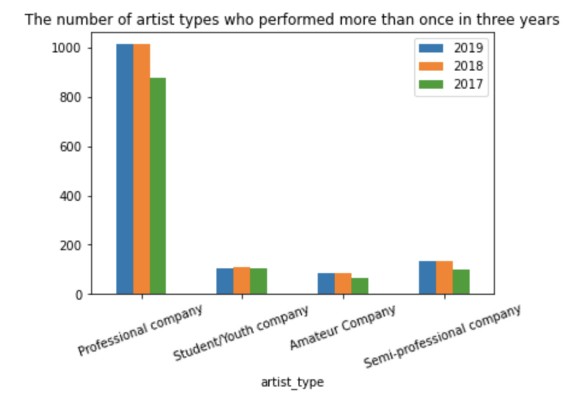 The number of artist types who performed more than once in three years
2019
2018
2017
1000
800
600
400
200
0
Professional company
Student/Youth company
Amateur Company
Semi-professional company
artist_type